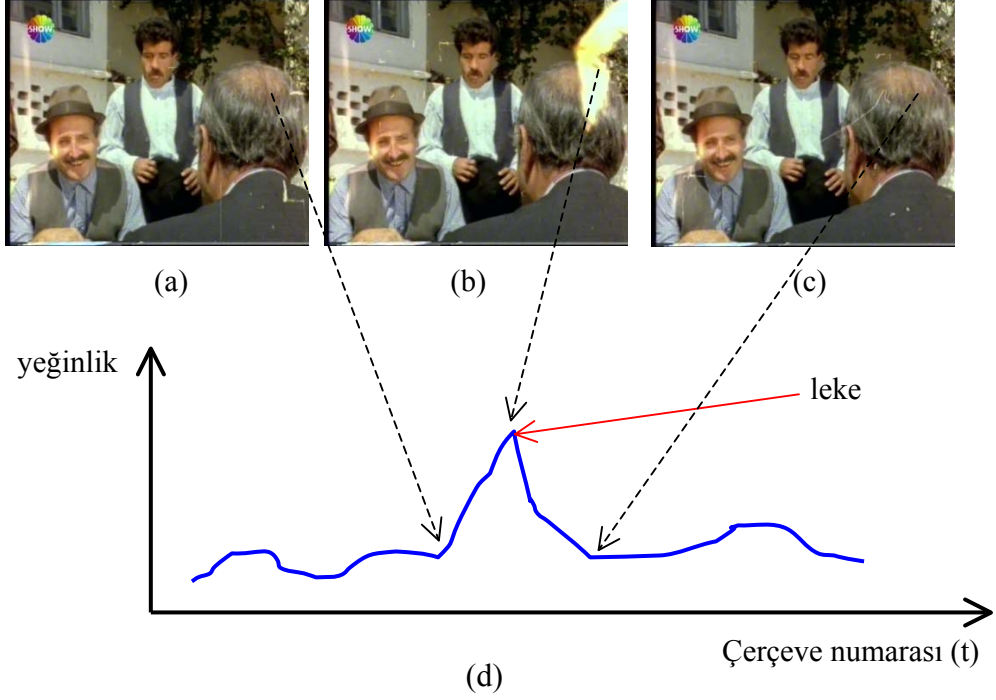 SHOW
SHOW
SHOW
(a)
(b)
(c)
yeğinlik
leke
Çerçeve numarası (t)
(d)